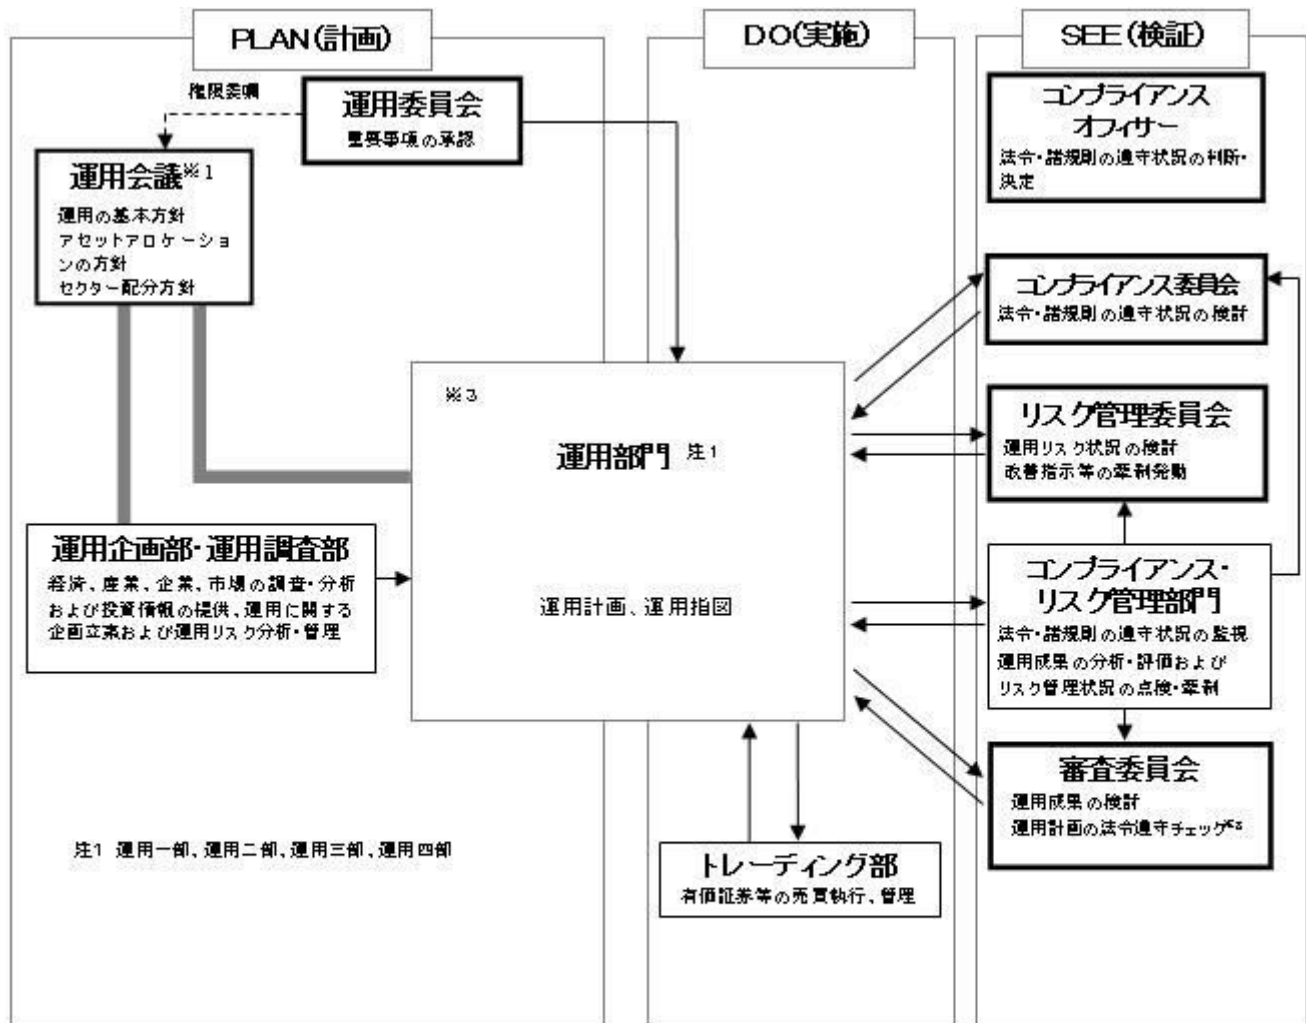 PLAN(計画)
権限委嘱
運用委員会
重要事項の承認
運用会議※1
運用の基本方針
アセットアロケーショ
ンの方針
セクター配分方針
運用企画部・運用調査部
経済、産業、企業、市場の調査・分析
および投資情報の提供、運用に関する
企画立案および運用リスク分析・管理
注1 運用一部、運用二部、運用三部、運用四部
DO(実施)
※3
運用部門 注1
運用計画、運用指図
トレーディング部
有価証券等の売買執行、管理
SEE(検証)
コンプライアンス
オフィサー
法令・諸規則の遵守状況の判断・
決定
コンプライアンス委員会
法令・諸規則の遵守状況の検討
リスク管理委員会
運用リスク状況の検討
改善指示等の牽制発動
コンプライアンス・
リスク管理部門
法令・諸規則の遵守状況の監視
運用成果の分析・評価および
リスク管理状況の点検・牽制
審査委員会
運用成果の検討
運用計画の法令遵守チェック